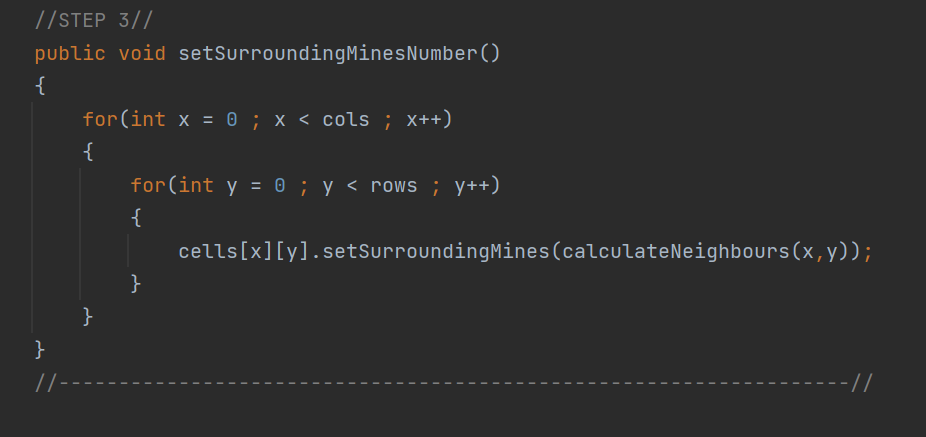 //STEP 3//
public void setSurroundingMinesNumber()
{
for(int x = 0 ; x < cols ; x++)
{
for(int y = 0 ; y < rows ; y++)
{
cells[x][y].setSurroundingMines(calculateNeighbours(x,y));
}
}
}
//------------------------------------------------------------------//